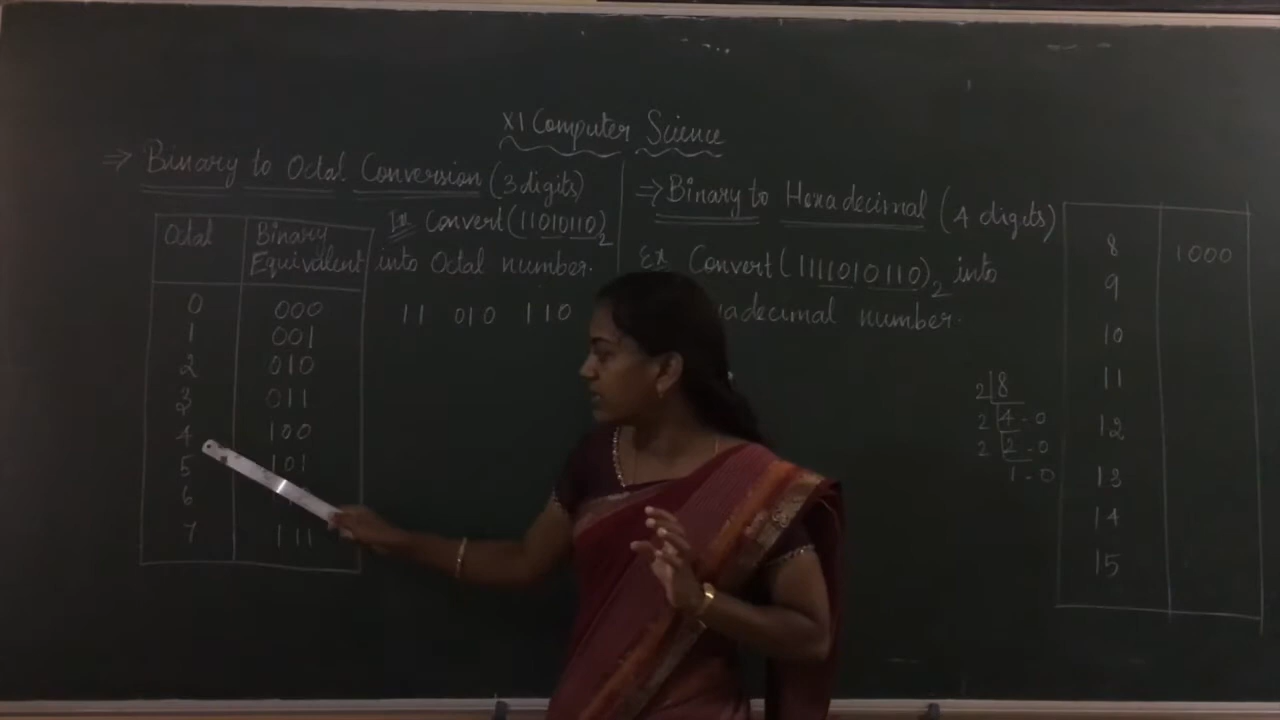 XI Computer Science
⇒ Binary to Octal Conversion (3 digits)
Octal Binary Equivalent
0 000
1 001
2 010
3 011
4 100
5 101
6
7 111
Ex Convert (11010110)2
into Octal number.
11 010 110
⇒ Binary to Hexadecimal (4 digits)
Ex Convert (1111010110)2 into
number.
2 8
2 4 - 0
2 2 - 0
1 - 0
8 1000
9
10
11
12
13
14
15